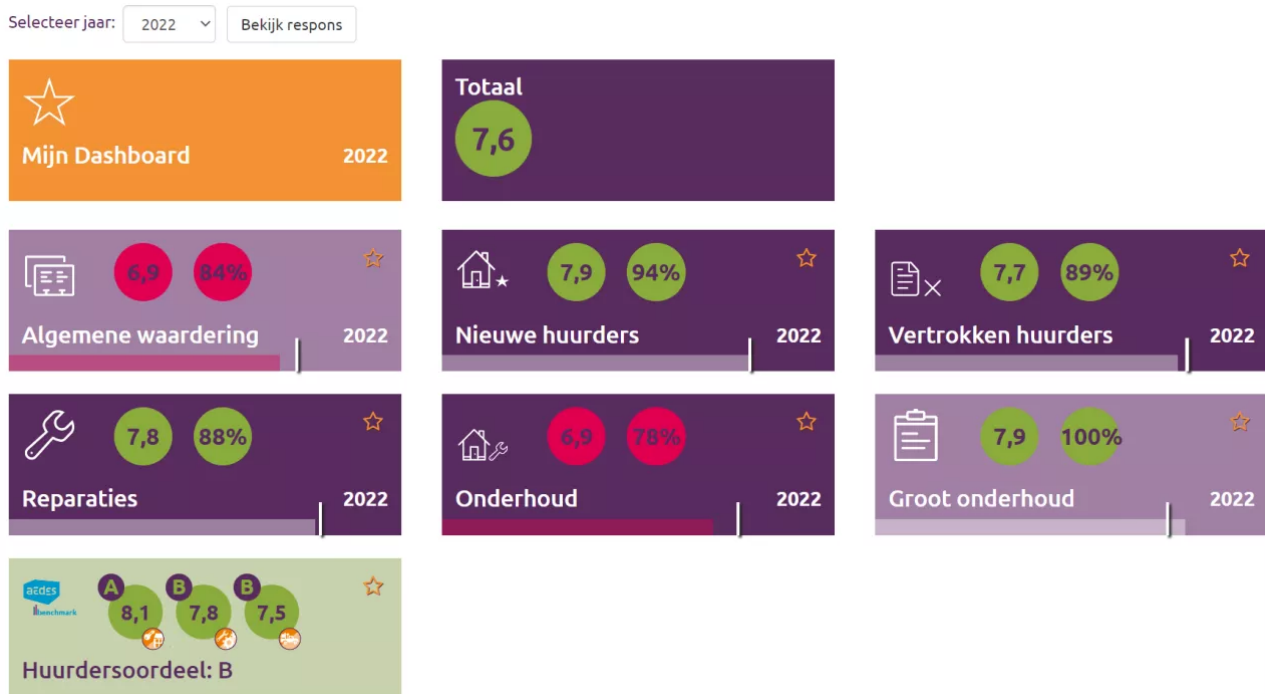 Selecteer jaar: 2022 Bekijk respons
Mijn Dashboard 2022
Totaal
7,6
6,9 84%
Algemene waardering 2022
7,9 94%
Nieuwe huurders 2022
7,7 89%
Vertrokken huurders 2022
7,8 88%
Reparaties 2022
6,9 78%
Onderhoud 2022
7,9 100%
Groot onderhoud 2022
aedes
benchmark
A 8,1 B 7,8 B 7,5
Huurdersoordeel: B